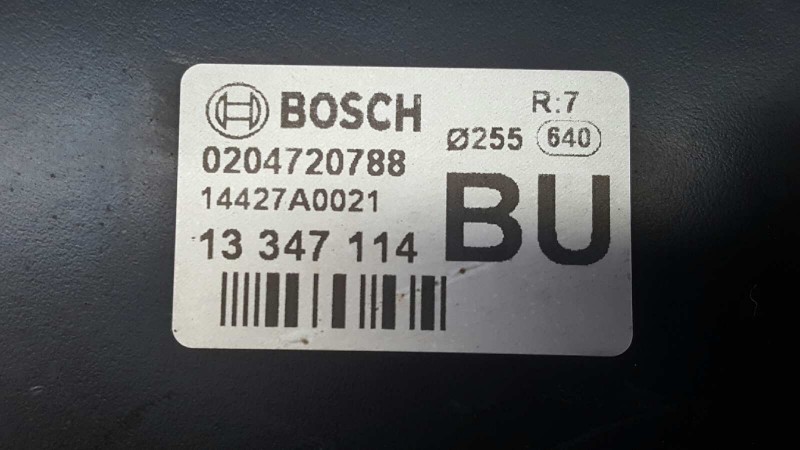 BOSCH
R:7
Ø255 640
0204720788
14427A0021
BU
13 347 114